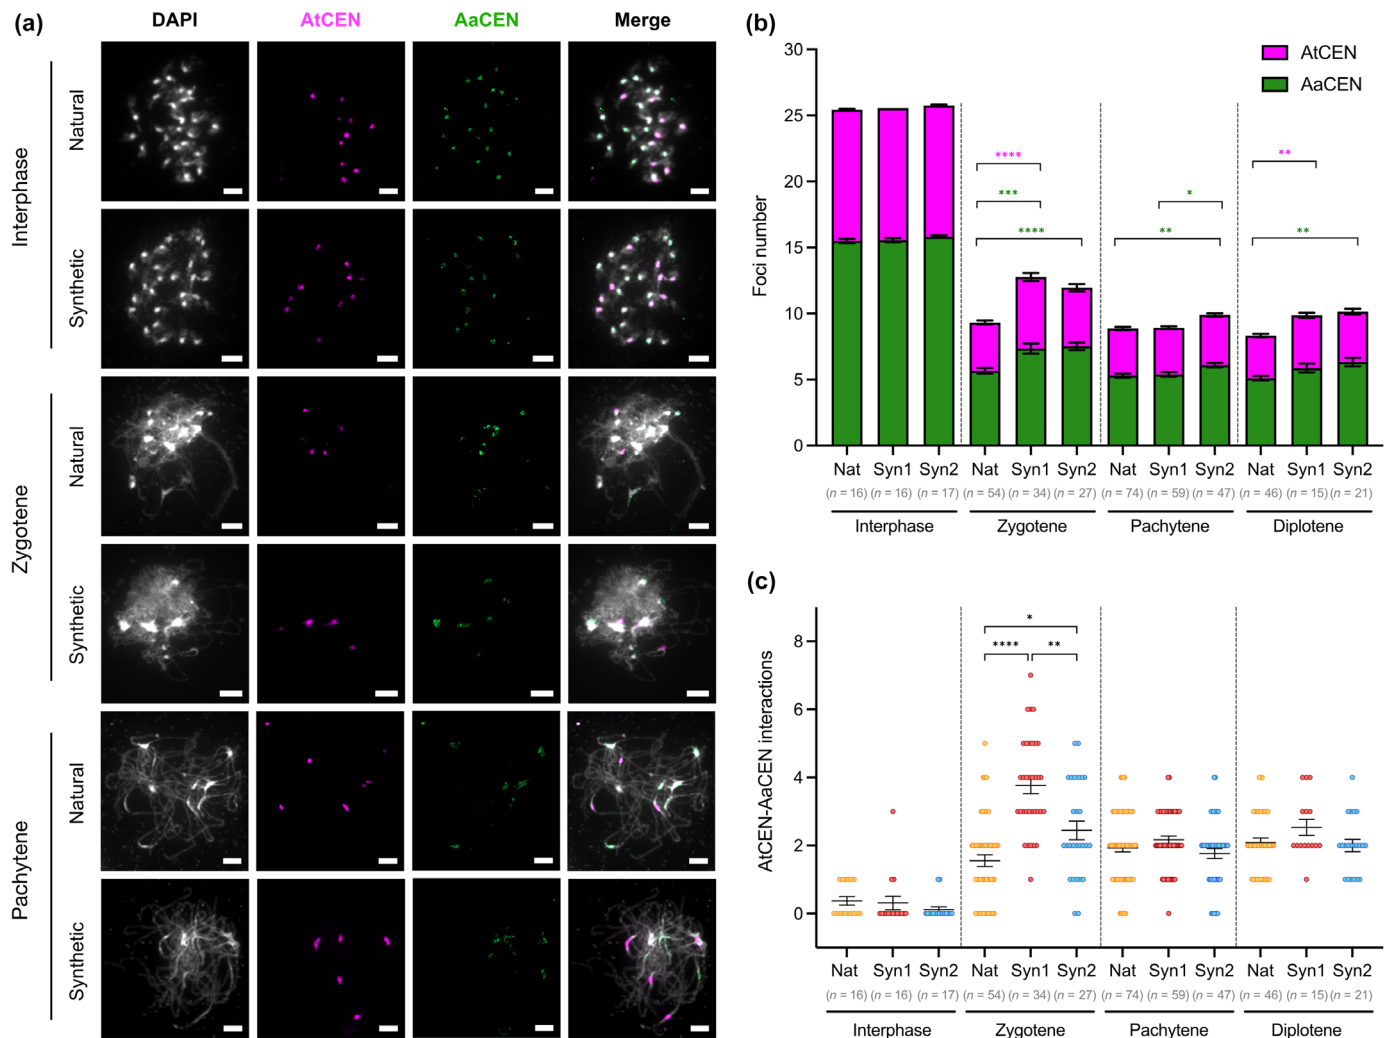 (a)
DAPI AtCEN AaCEN Merge
Interphase
Natural
Synthetic
Zygotene
Natural
Synthetic
Pachytene
Natural
Synthetic
(b)
AtCEN
AaCEN
Foci number
30
25
20
15
10
5
0
****
***
****
*
**
**
**
Nat Syn1 Syn2 Nat Syn1 Syn2 Nat Syn1 Syn2 Nat Syn1 Syn2
(n = 16) (n = 16) (n = 17) (n = 54) (n = 34) (n = 27) (n = 74) (n = 59) (n = 47) (n = 46) (n = 15) (n = 21)
Interphase Zygotene Pachytene Diplotene
(c)
AtCEN-AaCEN interactions
8
6
4
2
0
*
**** **
Nat Syn1 Syn2 Nat Syn1 Syn2 Nat Syn1 Syn2 Nat Syn1 Syn2
(n = 16) (n = 16) (n = 17) (n = 54) (n = 34) (n = 27) (n = 74) (n = 59) (n = 47) (n = 46) (n = 15) (n = 21)
Interphase Zygotene Pachytene Diplotene